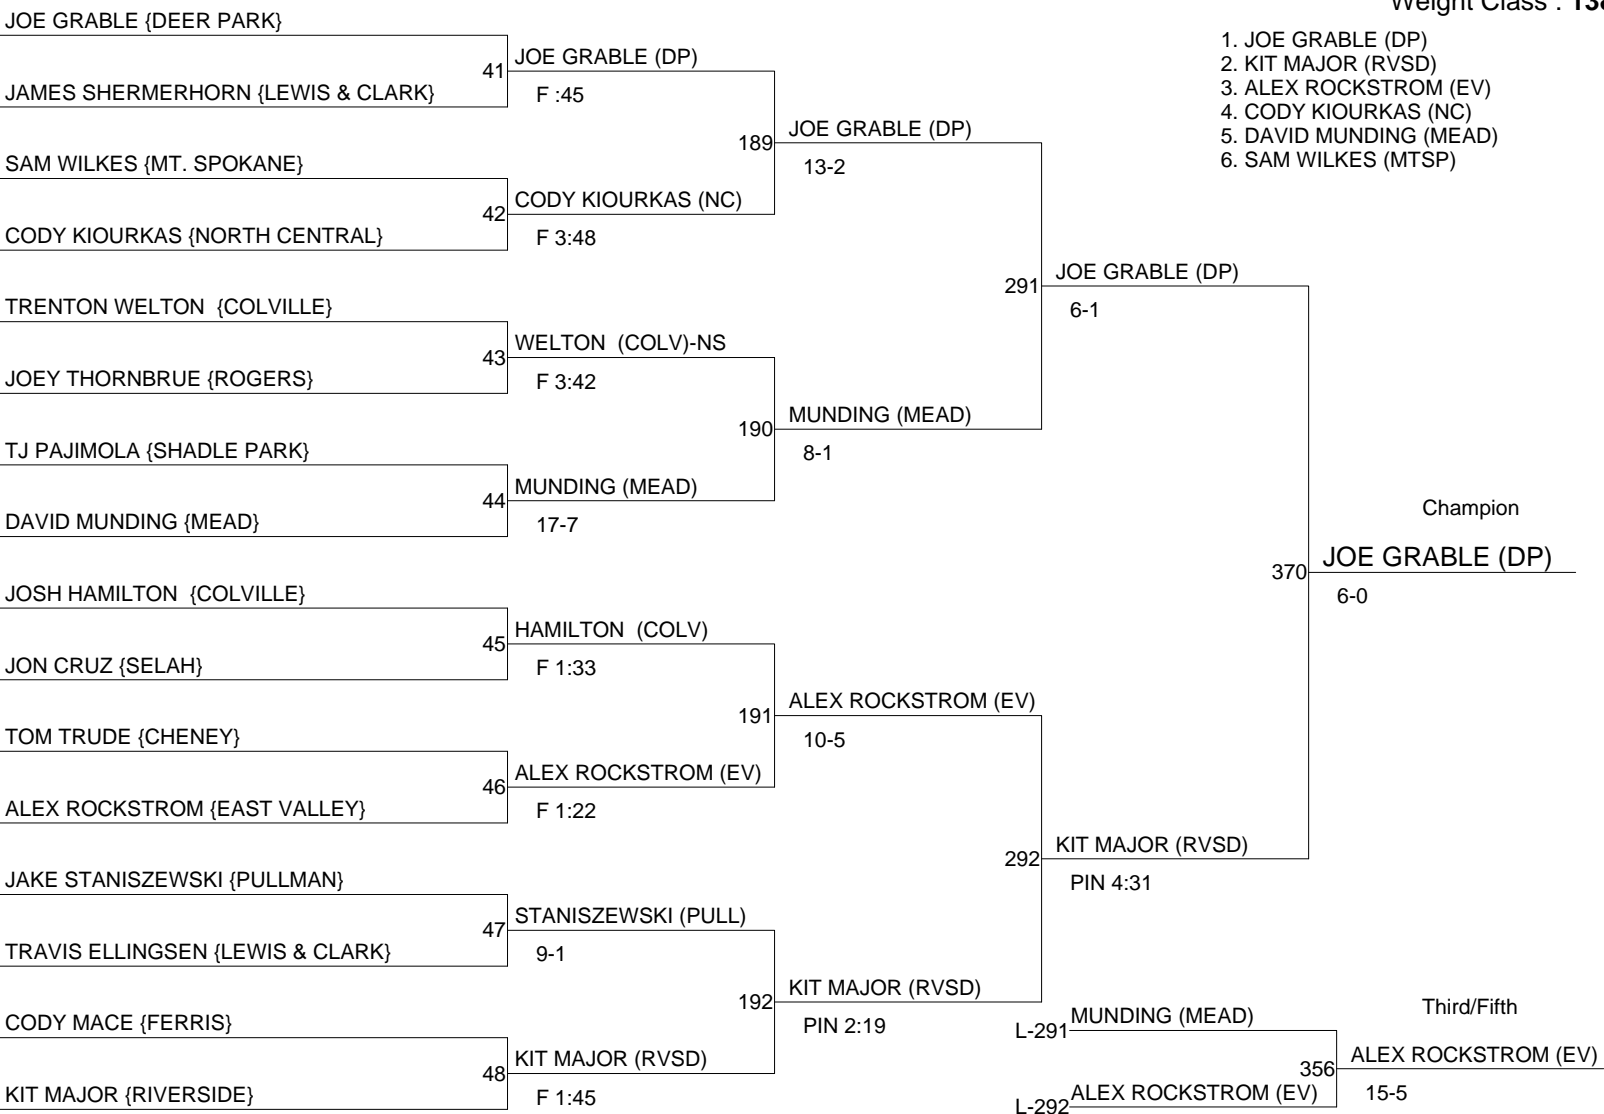 Weight Class : 138
1. JOE GRABLE (DP)
2. KIT MAJOR (RVSD)
3. ALEX ROCKSTROM (EV)
4. CODY KIOURKAS (NC)
5. DAVID MUNDING (MEAD)
6. SAM WILKES (MTSP)
JOE GRABLE {DEER PARK}
41 JOE GRABLE (DP)
JAMES SHERMERHORN {LEWIS & CLARK}
F :45
189 JOE GRABLE (DP)
13-2
SAM WILKES {MT. SPOKANE}
42 CODY KIOURKAS (NC)
CODY KIOURKAS {NORTH CENTRAL}
F 3:48
291 JOE GRABLE (DP)
6-1
TRENTON WELTON {COLVILLE}
43 WELTON (COLV)-NS
JOEY THORNBRUE {ROGERS}
F 3:42
190 MUNDING (MEAD)
8-1
TJ PAJIMOLA {SHADLE PARK}
44 MUNDING (MEAD)
DAVID MUNDING {MEAD}
17-7
Champion
370 JOE GRABLE (DP)
6-0
JOSH HAMILTON {COLVILLE}
45 HAMILTON (COLV)
JON CRUZ {SELAH}
F 1:33
191 ALEX ROCKSTROM (EV)
10-5
TOM TRUDE {CHENEY}
46 ALEX ROCKSTROM (EV)
ALEX ROCKSTROM {EAST VALLEY}
F 1:22
292 KIT MAJOR (RVSD)
PIN 4:31
JAKE STANISZEWSKI {PULLMAN}
47 STANISZEWSKI (PULL)
TRAVIS ELLINGSEN {LEWIS & CLARK}
9-1
192 KIT MAJOR (RVSD)
PIN 2:19
CODY MACE {FERRIS}
48 KIT MAJOR (RVSD)
KIT MAJOR {RIVERSIDE}
F 1:45
Third/Fifth
L-291 MUNDING (MEAD)
356 ALEX ROCKSTROM (EV)
L-292 ALEX ROCKSTROM (EV)
15-5